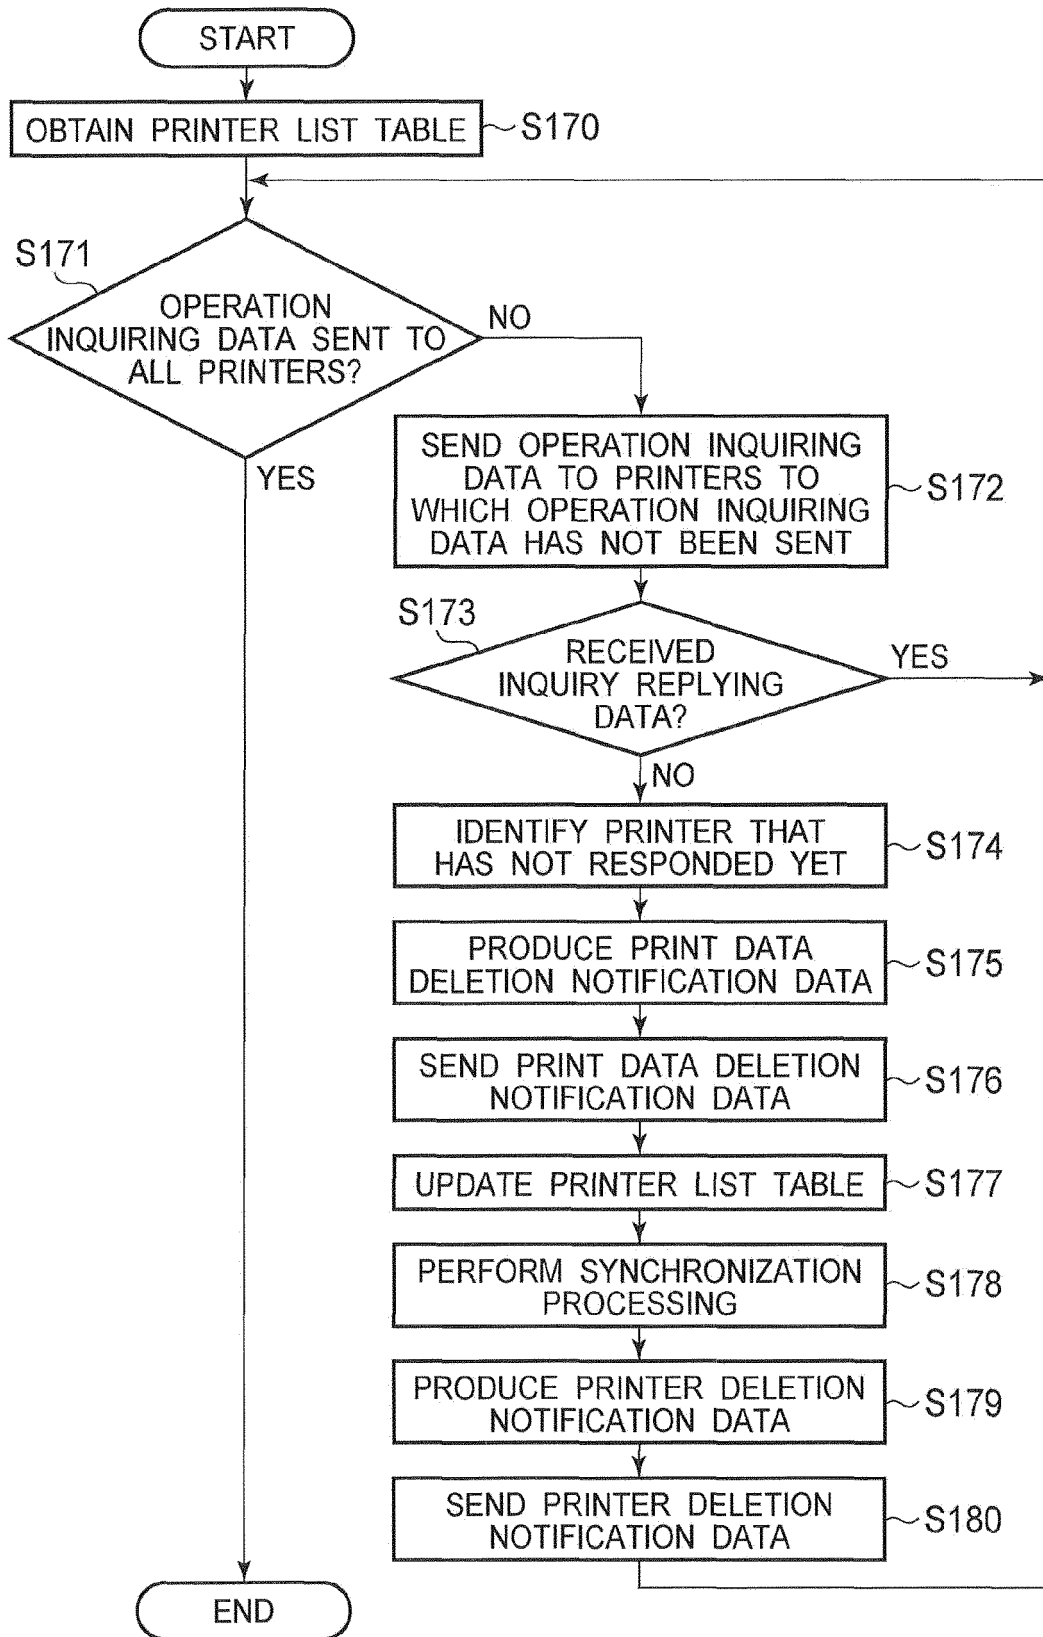 START
OBTAIN PRINTER LIST TABLE
S170
S171
OPERATION
INQUIRING DATA SENT TO
ALL PRINTERS?
NO
YES
SEND OPERATION INQUIRING
DATA TO PRINTERS TO
WHICH OPERATION INQUIRING
DATA HAS NOT BEEN SENT
S172
S173
RECEIVED
INQUIRY REPLYING
DATA?
YES
NO
IDENTIFY PRINTER THAT
HAS NOT RESPONDED YET
S174
PRODUCE PRINT DATA
DELETION NOTIFICATION DATA
S175
SEND PRINT DATA DELETION
NOTIFICATION DATA
S176
UPDATE PRINTER LIST TABLE
S177
PERFORM SYNCHRONIZATION
PROCESSING
S178
PRODUCE PRINTER DELETION
NOTIFICATION DATA
S179
SEND PRINTER DELETION
NOTIFICATION DATA
S180
END